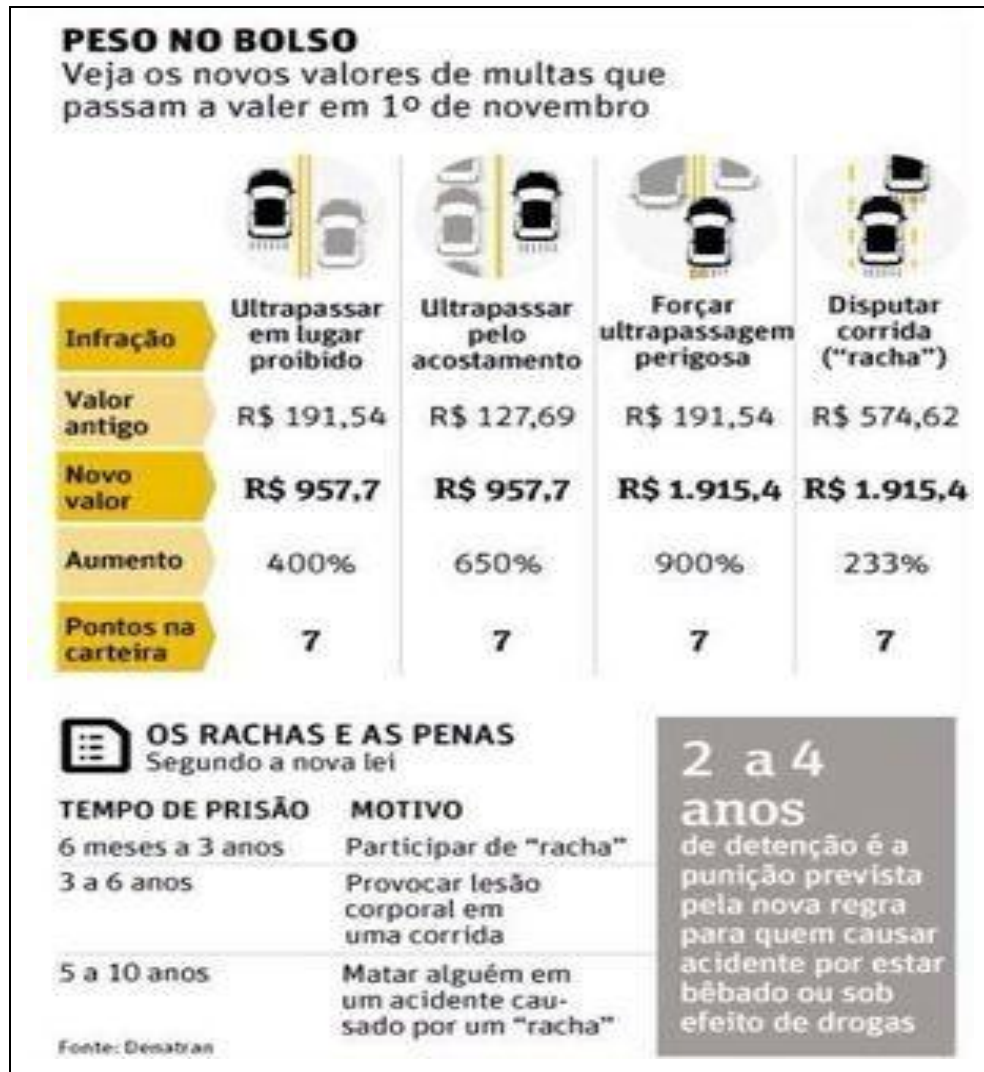 PESO NO BOLSO
Veja os novos valores de multas que
passam a valer em 1º de novembro
Infração
Ultrapassar
em lugar
proibido
Ultrapassar
pelo
acostamento
Forçar
ultrapassagem
perigosa
Disputar
corrida
("racha")
Valor
antigo
R$ 191,54
R$ 127,69
R$ 191,54
R$ 574,62
Novo
valor
R$ 957,7
R$ 957,7
R$ 1.915,4
R$ 1.915,4
Aumento
400%
650%
900%
233%
Pontos na
carteira
7
7
7
7
OS RACHAS E AS PENAS
Segundo a nova lei
TEMPO DE PRISÃO
MOTIVO
6 meses a 3 anos
Participar de "racha"
3 a 6 anos
Provocar lesão
corporal em
uma corrida
5 a 10 anos
Matar alguém em
um acidente cau-
sado por um "racha"
Fonte: Denatran
2 a 4
anos
de detenção é a
punição prevista
pela nova regra
para quem causar
acidente por estar
bêbado ou sob
efeito de drogas